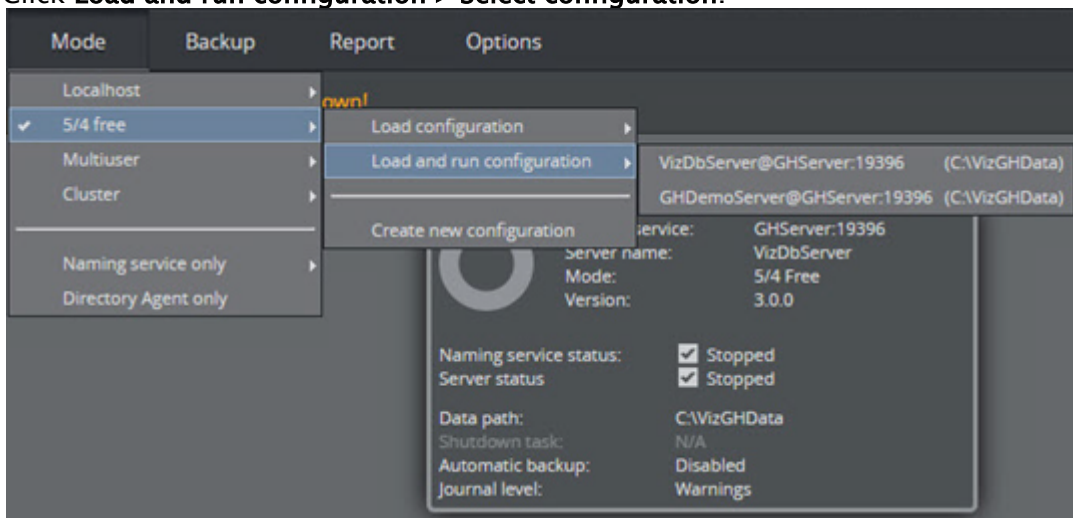 Click Load and run configuration > Select configuration.
Mode Backup Report Options
Localhost
own!
5/4 free
Load configuration
Multiuser
Load and run configuration
VizDbServer@GHServer:19396 (C:\VizGHData)
Cluster
GHDemoServer@GHServer:19396 (C:\VizGHData)
Create new configuration
service: GHServer:19396
Server name: VizDbServer
Naming service only
Mode: 5/4 Free
Directory Agent only
Version: 3.0.0
Naming service status: Stopped
Server status Stopped
Data path: C:\VizGHData
Shutdown task: N/A
Automatic backup: Disabled
Journal level: Warnings